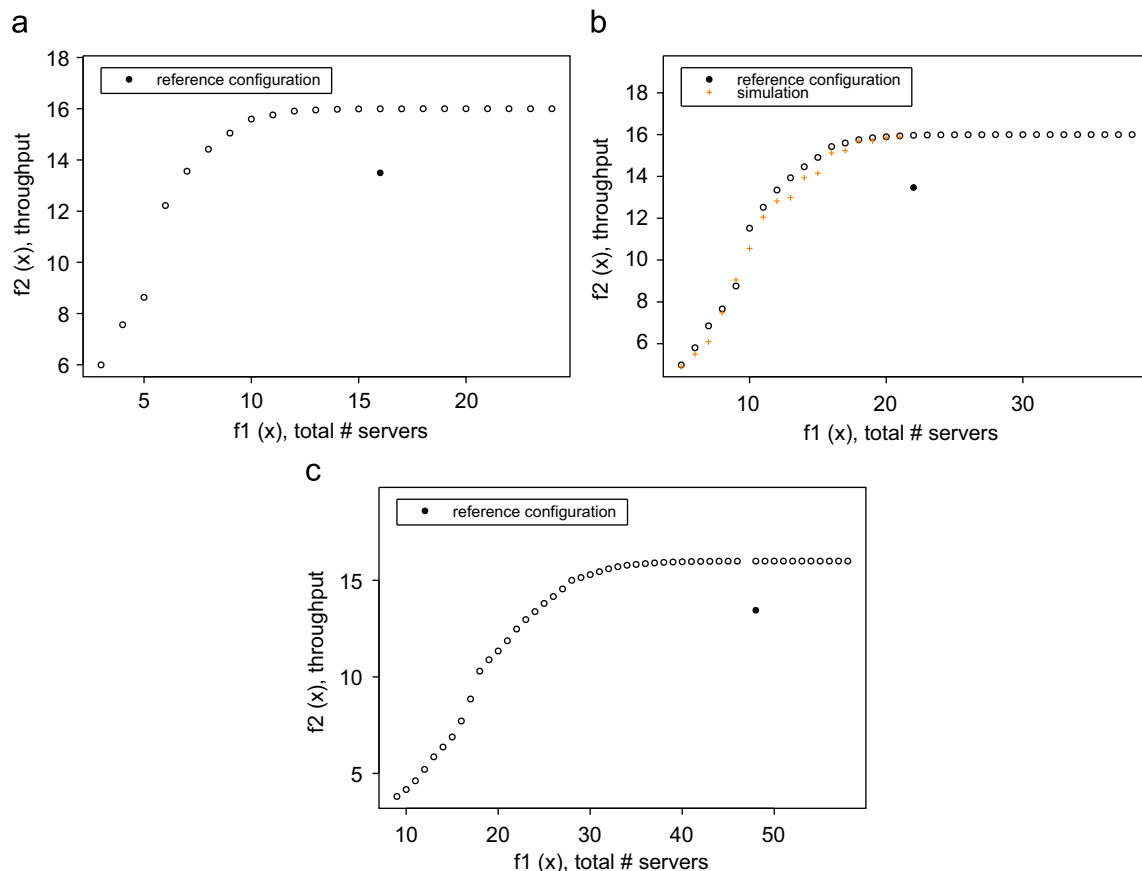 a
18
16
14
12
10
8
6
f2 (x), throughput
reference configuration
5
10
15
20
f1 (x), total # servers
b
18
16
14
12
10
8
6
f2 (x), throughput
reference configuration
simulation
10
20
30
f1 (x), total # servers
c
15
10
5
f2 (x), throughput
reference configuration
10
20
30
40
50
f1 (x), total # servers